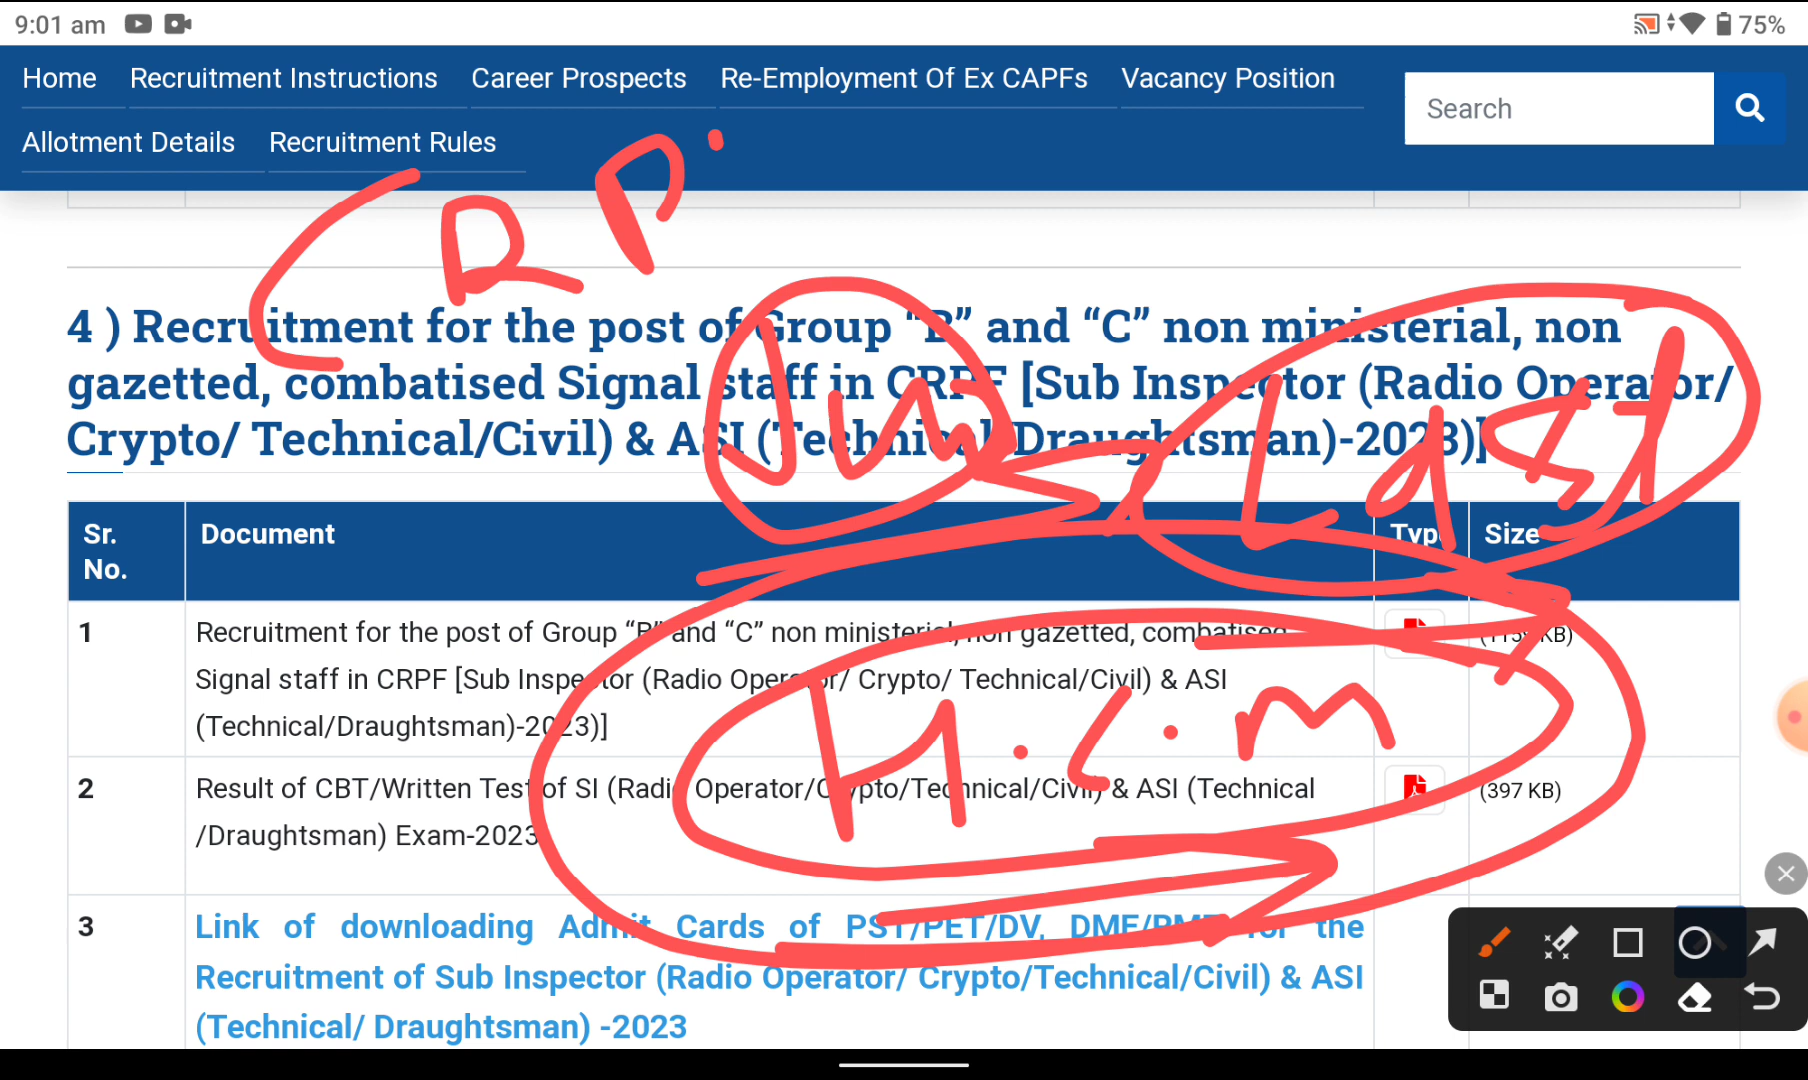 9:01 am
75%
Home Recruitment Instructions Career Prospects Re-Employment Of Ex CAPFs Vacancy Position
Search
Allotment Details Recruitment Rules
C R P
4 ) Recruitment for the post of Group “B” and “C” non ministerial, non
gazetted, combatised Signal staff in CRPF [Sub Inspector (Radio Operator/
Crypto/ Technical/Civil) & ASI (Technical/Draughtsman)-2023)]
Jun Last
Sr. No. Document Type Size
1 Recruitment for the post of Group “B” and “C” non ministerial, non gazetted, combatised
Signal staff in CRPF [Sub Inspector (Radio Operator/ Crypto/ Technical/Civil) & ASI
(Technical/Draughtsman)-2023)]
H.C.M
2 Result of CBT/Written Test of SI (Radio Operator/Crypto/Technical/Civil) & ASI (Technical (397 KB)
/Draughtsman) Exam-2023
3 Link of downloading Admit Cards of PST/PET/DV, DME/RME for the
Recruitment of Sub Inspector (Radio Operator/ Crypto/Technical/Civil) & ASI
(Technical/ Draughtsman) -2023